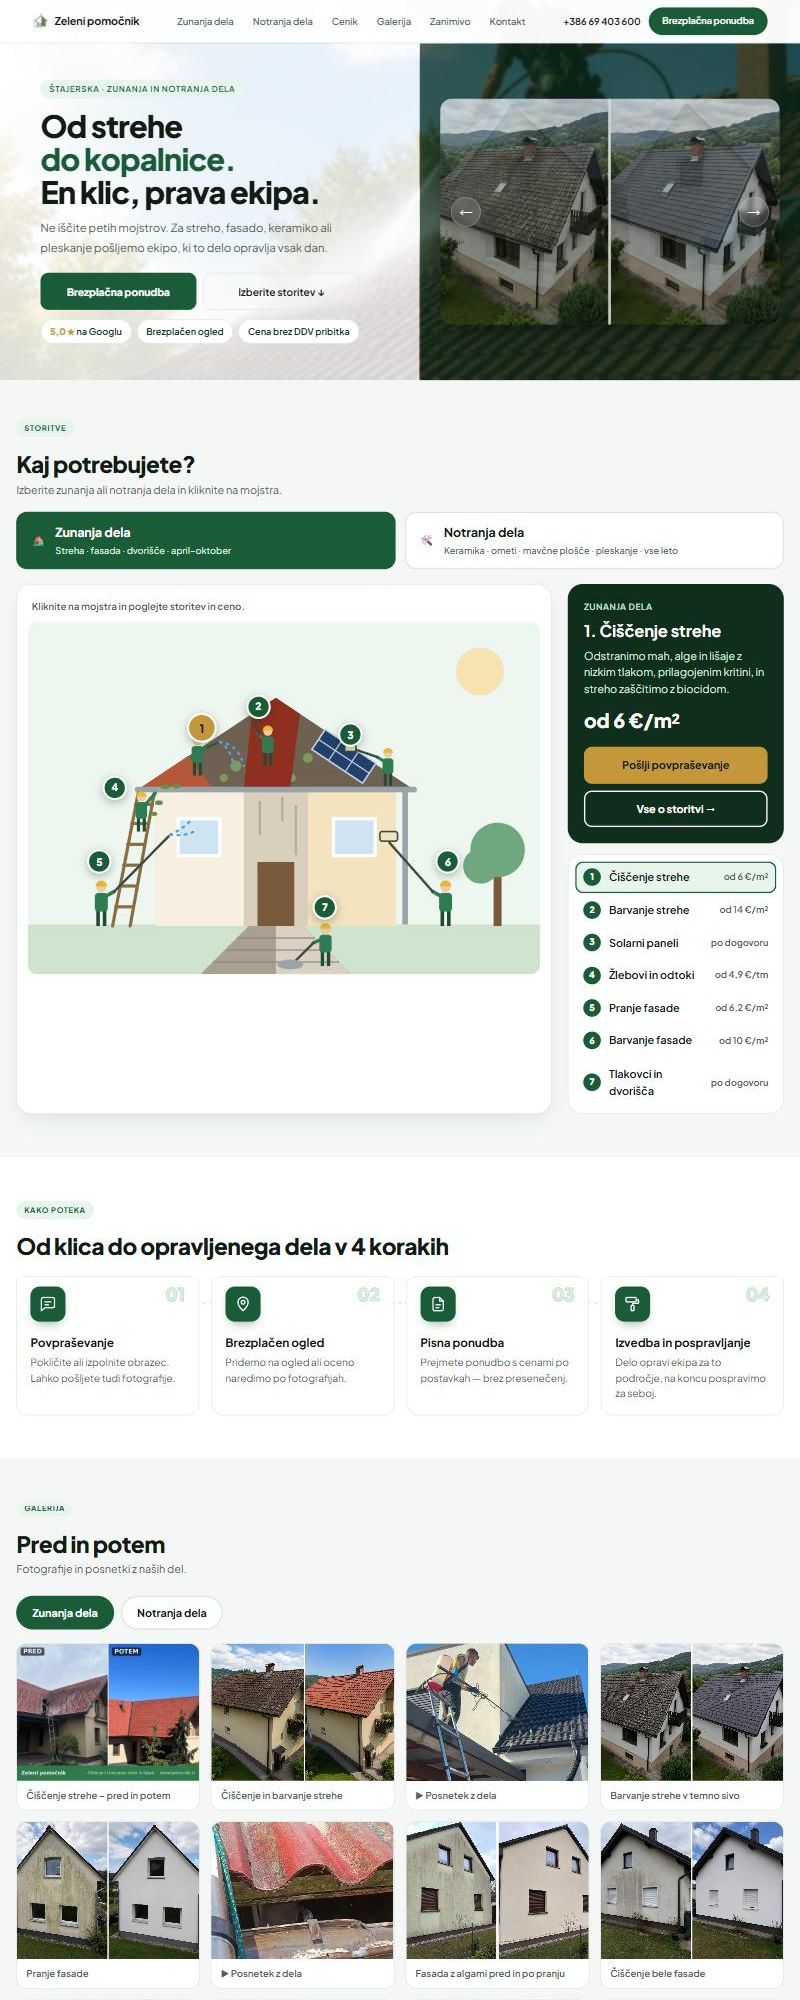 Zeleni pomočnik
Zunanja dela
Notranja dela
Cenik
Galerija
Zanimivo
Kontakt
+386 69 403 600
Brezplačna ponudba
ŠTAJERSKA · ZUNANJA IN NOTRANJA DELA
Od strehe
do kopalnice.
En klic, prava ekipa.
Ne iščite petih mojstrov. Za streho, fasado, keramiko ali
pleskanje pošljemo ekipo, ki to delo opravlja vsak dan.
Brezplačna ponudba
Izberite storitev ↓
5,0★ na Googlu
Brezplačen ogled
Cena brez DDV pribitka
←
→
STORITVE
Kaj potrebujete?
Izberite zunanja ali notranja dela in kliknite na mojstra.
Zunanja dela
Streha · fasada · dvorišče · april–oktober
Notranja dela
Keramika · ometi · mavčne plošče · pleskanje · vse leto
Kliknite na mojstra in poglejte storitev in ceno.
1
2
3
4
5
6
7
ZUNANJA DELA
1. Čiščenje strehe
Odstranimo mah, alge in lišaje z
nizkim tlakom, prilagojenim kritini, in
streho zaščitimo z biocidom.
od 6 €/m²
Pošlji povpraševanje
Vse o storitvi →
1 Čiščenje strehe od 6 €/m²
2 Barvanje strehe od 14 €/m²
3 Solarni paneli po dogovoru
4 Žlebovi in odtoki od 4,9 €/tm
5 Pranje fasade od 6,2 €/m²
6 Barvanje fasade od 10 €/m²
7 Tlakovci in
dvorišča po dogovoru
KAKO POTEKA
Od klica do opravljenega dela v 4 korakih
01
Povpraševanje
Pokličite ali izpolnite obrazec.
Lahko pošljete tudi fotografije.
02
Brezplačen ogled
Pridemo na ogled ali oceno
naredimo po fotografijah.
03
Pisna ponudba
Prejmete ponudbo s cenami po
postavkah — brez presenečenj.
04
Izvedba in pospravljanje
Delo opravi ekipa za to
področje, na koncu pospravimo
za seboj.
GALERIJA
Pred in potem
Fotografije in posnetki z naših del.
Zunanja dela
Notranja dela
PRED
POTEM
Zeleni pomočnik
Čiščenje strehe – pred in potem
Čiščenje in barvanje strehe
▶ Posnetek z dela
Barvanje strehe v temno sivo
Pranje fasade
▶ Posnetek z dela
Fasada z algami pred in po pranju
Čiščenje bele fasade